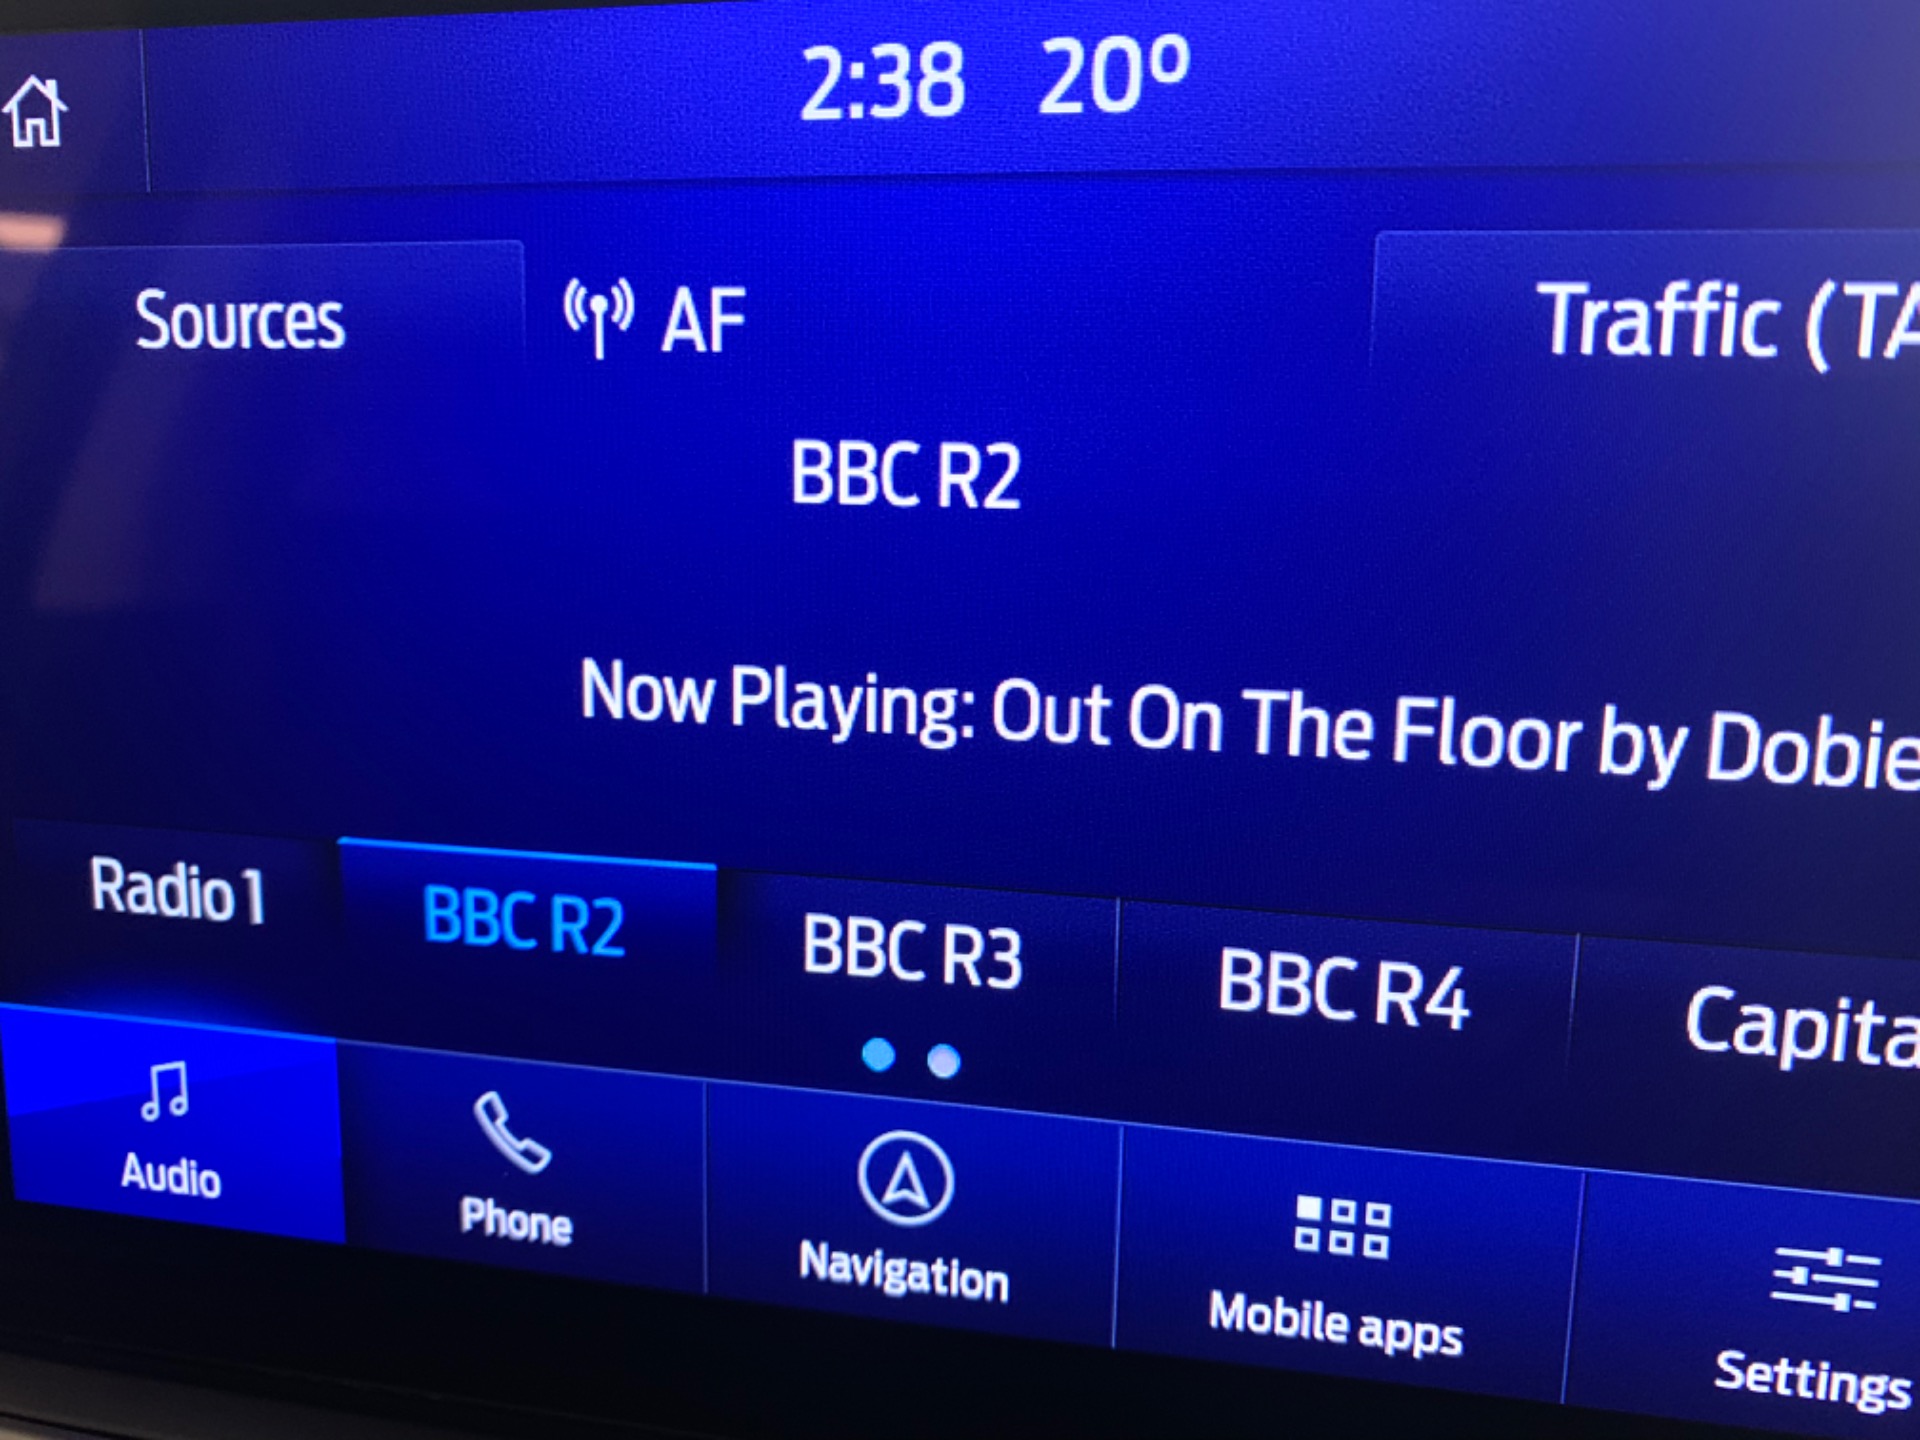 2:38 20º
Sources AF Traffic (TA
BBC R2
Now Playing: Out On The Floor by Dobie
Radio 1 BBC R2 BBC R3 BBC R4 Capita
Audio Phone Navigation Mobile apps Settings